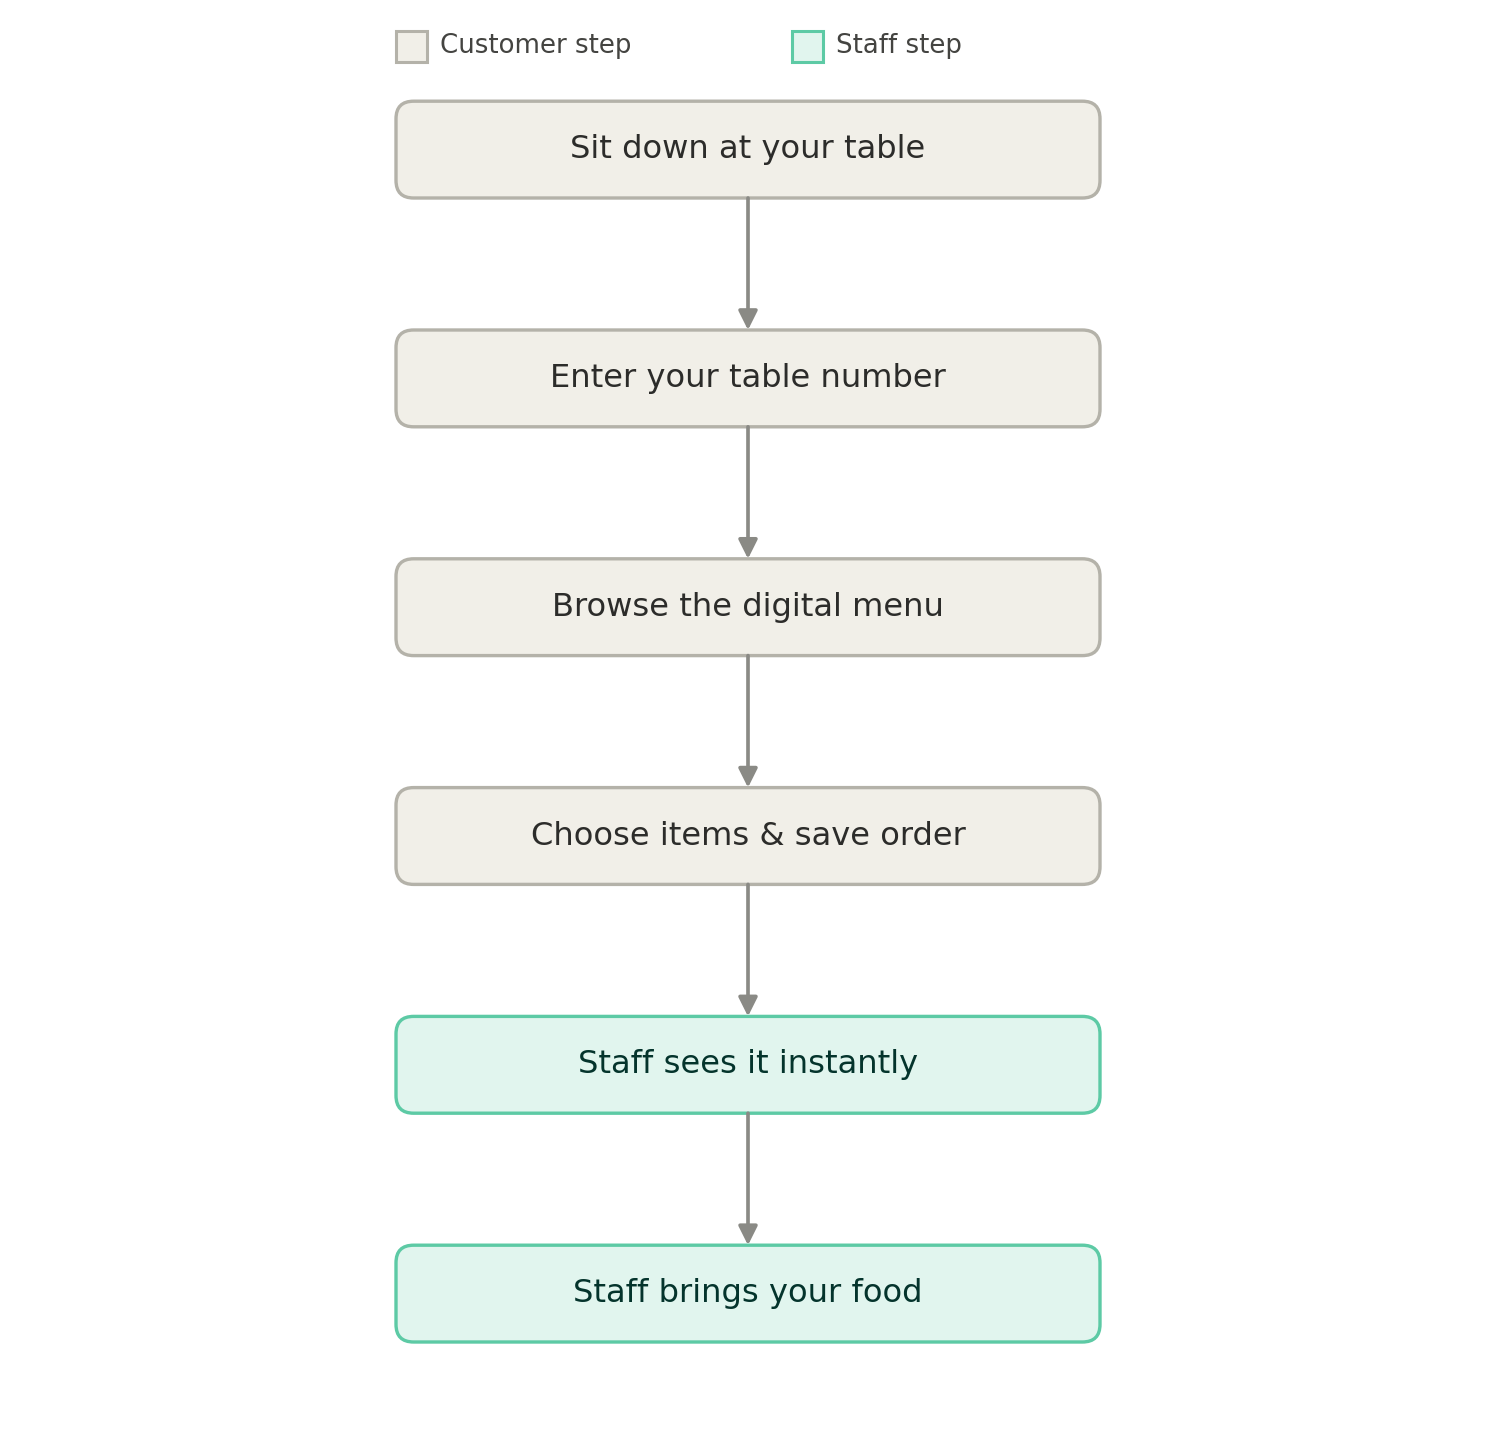 Customer step
Staff step
Sit down at your table
Enter your table number
Browse the digital menu
Choose items & save order
Staff sees it instantly
Staff brings your food